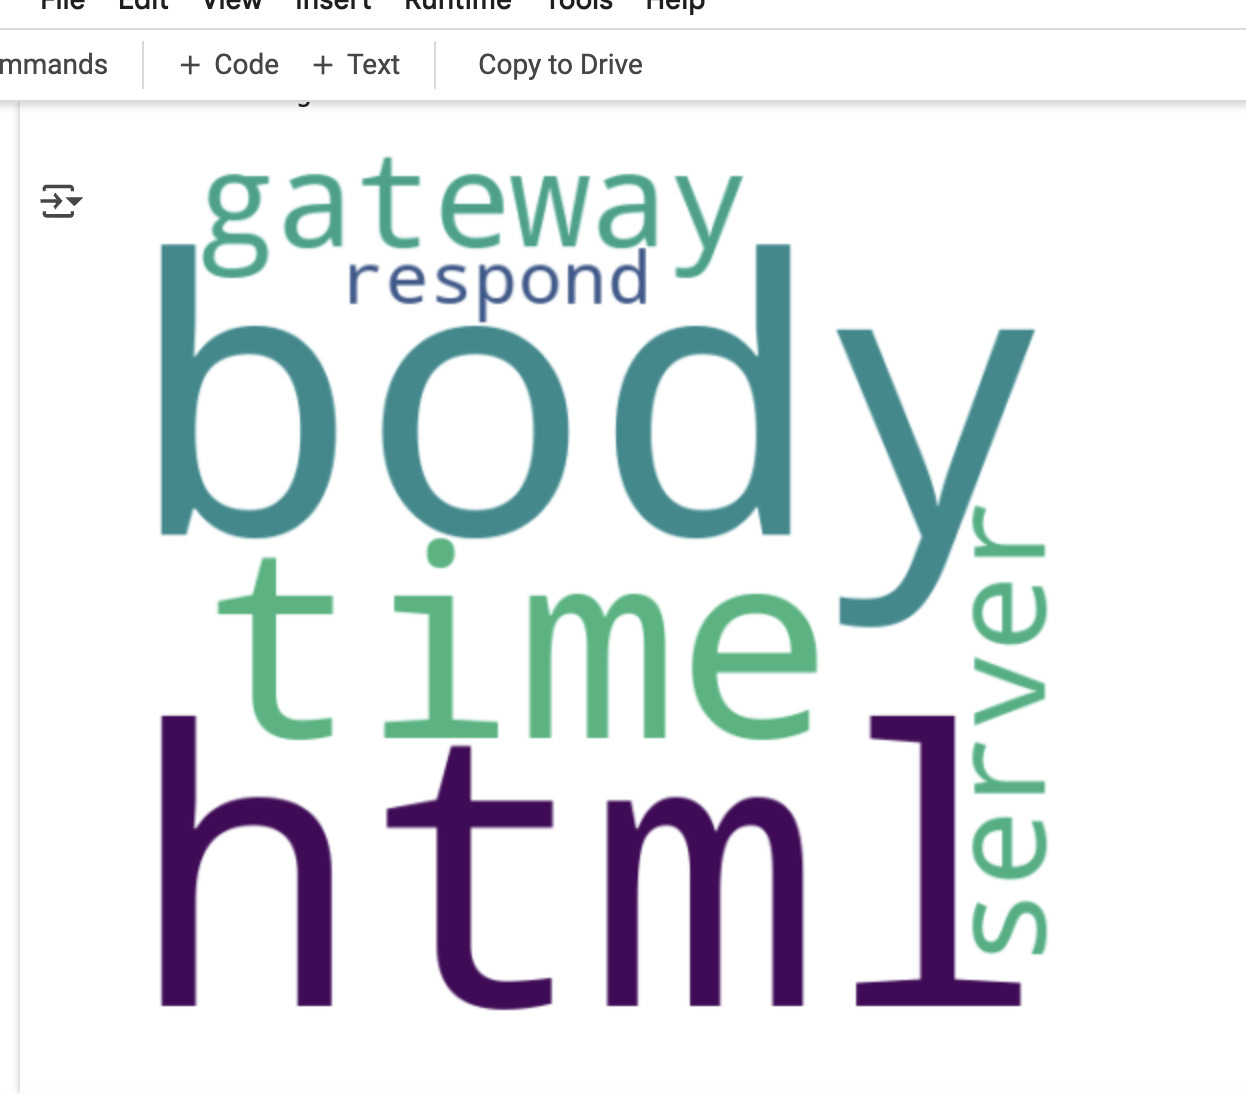 File Edit View Insert Runtime Tools Help
mmands + Code + Text Copy to Drive
gateway
respond
body
time
server
html